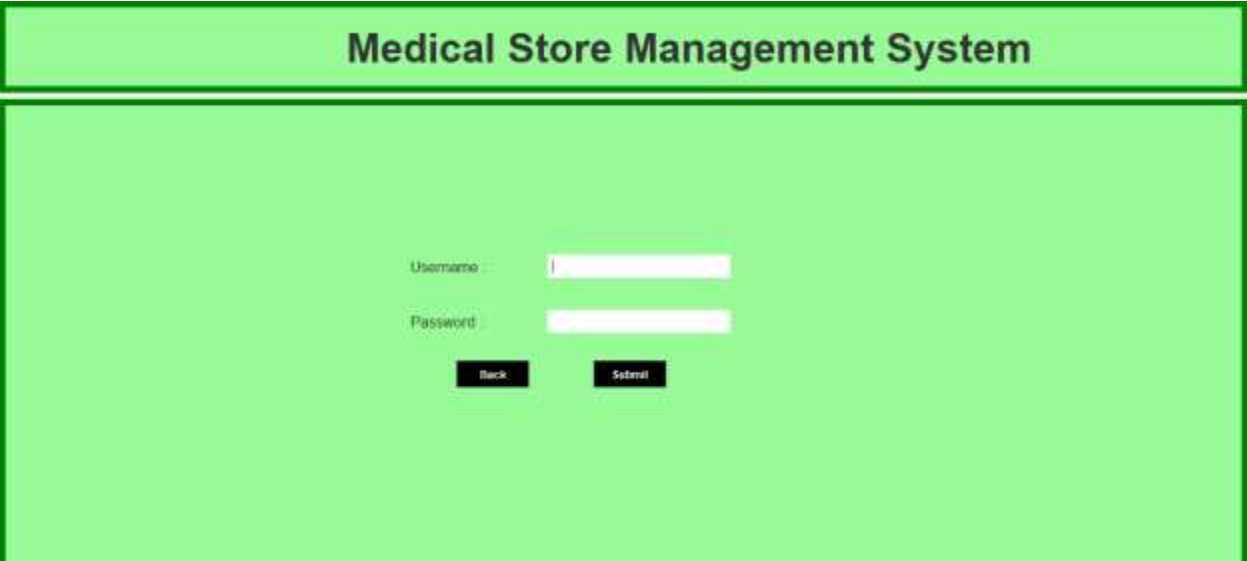 Medical Store Management System
Username :
Password :
Back Submit